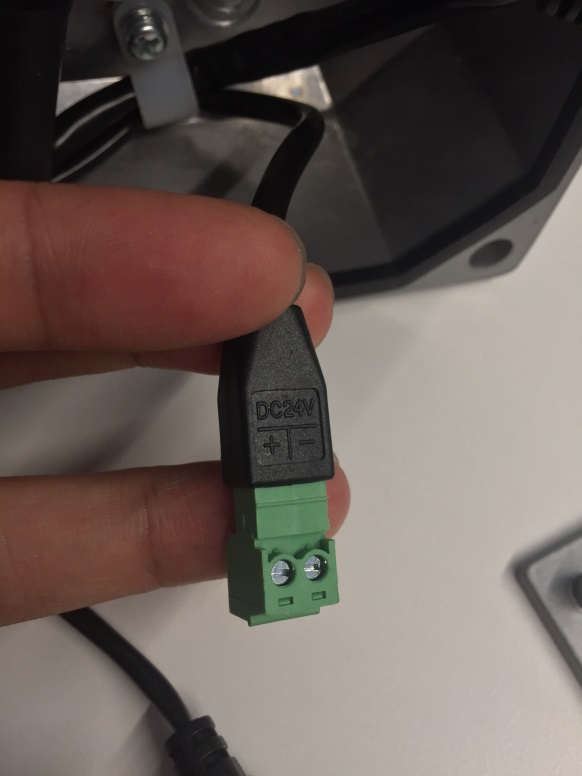 DC24V
+ -